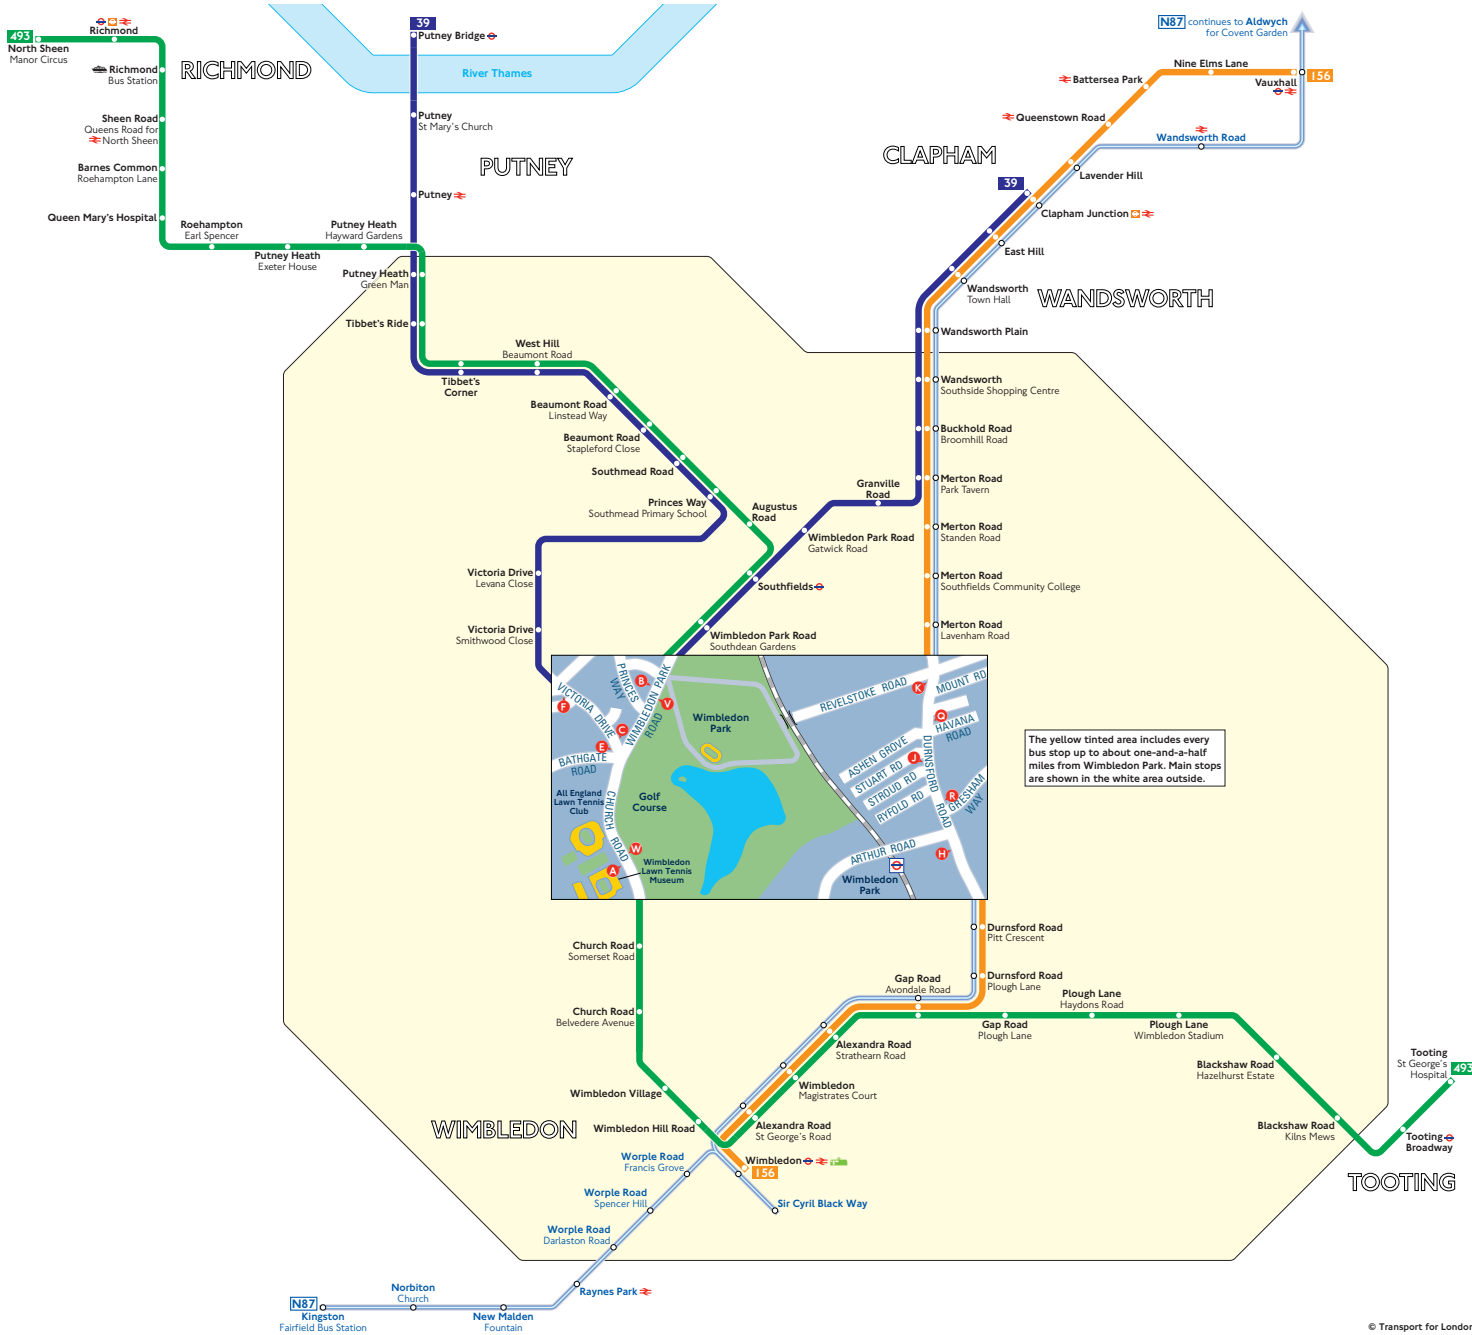 493
North Sheen
Manor Circus
Richmond
RICHMOND
Richmond
Bus Station
Sheen Road
Queens Road for
North Sheen
Barnes Common
Roehampton Lane
Queen Mary's Hospital
Roehampton
Earl Spencer
Putney Heath
Exeter House
Putney Heath
Hayward Gardens
39
Putney Bridge
River Thames
Putney
St Mary's Church
PUTNEY
Putney
Putney Heath
Green Man
Tibbet's Ride
Tibbet's
Corner
West Hill
Beaumont Road
Beaumont Road
Linstead Way
Beaumont Road
Stapleford Close
Southmead Road
Princes Way
Southmead Primary School
Augustus
Road
Victoria Drive
Levana Close
Victoria Drive
Smithwood Close
N87 continues to Aldwych
for Covent Garden
Nine Elms Lane
Battersea Park
Vauxhall
156
Queenstown Road
Wandsworth Road
CLAPHAM
Lavender Hill
39
Clapham Junction
East Hill
Wandsworth
Town Hall
WANDSWORTH
Wandsworth Plain
Wandsworth
Southside Shopping Centre
Buckhold Road
Broomhill Road
Merton Road
Park Tavern
Granville
Road
Wimbledon Park Road
Gatwick Road
Merton Road
Standen Road
Southfields
Merton Road
Southfields Community College
Wimbledon Park Road
Southdean Gardens
Merton Road
Lavenham Road
VICTORIA DRIVE
PRINCES
WAY
WIMBLEDON PARK
ROAD
B
V
F
C
E
BATHGATE
ROAD
All England
Lawn Tennis
Club
CHURCH ROAD
Golf
Course
Wimbledon
Park
W
A
Wimbledon
Lawn Tennis
Museum
REVELSTOKE ROAD
K
MOUNT RD
Q
HAVANA
ROAD
ASHEN GROVE
STUART RD
J
STROUD RD
RYFOLD RD
DURNSFORD ROAD
R
GRESHAM
WAY
ARTHUR ROAD
H
Wimbledon
Park
The yellow tinted area includes every
bus stop up to about one-and-a-half
miles from Wimbledon Park. Main stops
are shown in the white area outside.
Church Road
Somerset Road
Church Road
Belvedere Avenue
Wimbledon Village
Wimbledon Hill Road
WIMBLEDON
Durnsford Road
Pitt Crescent
Durnsford Road
Plough Lane
Gap Road
Avondale Road
Gap Road
Plough Lane
Plough Lane
Haydons Road
Plough Lane
Wimbledon Stadium
Alexandra Road
Strathearn Road
Wimbledon
Magistrates Court
Alexandra Road
St George's Road
Wimbledon
156
Blackshaw Road
Hazelhurst Estate
Blackshaw Road
Kilns Mews
Tooting
St George's
Hospital
493
Tooting
Broadway
TOOTING
Worple Road
Francis Grove
Worple Road
Spencer Hill
Worple Road
Darlaston Road
Sir Cyril Black Way
Raynes Park
N87
Kingston
Fairfield Bus Station
Norbiton
Church
New Malden
Fountain
© Transport for London